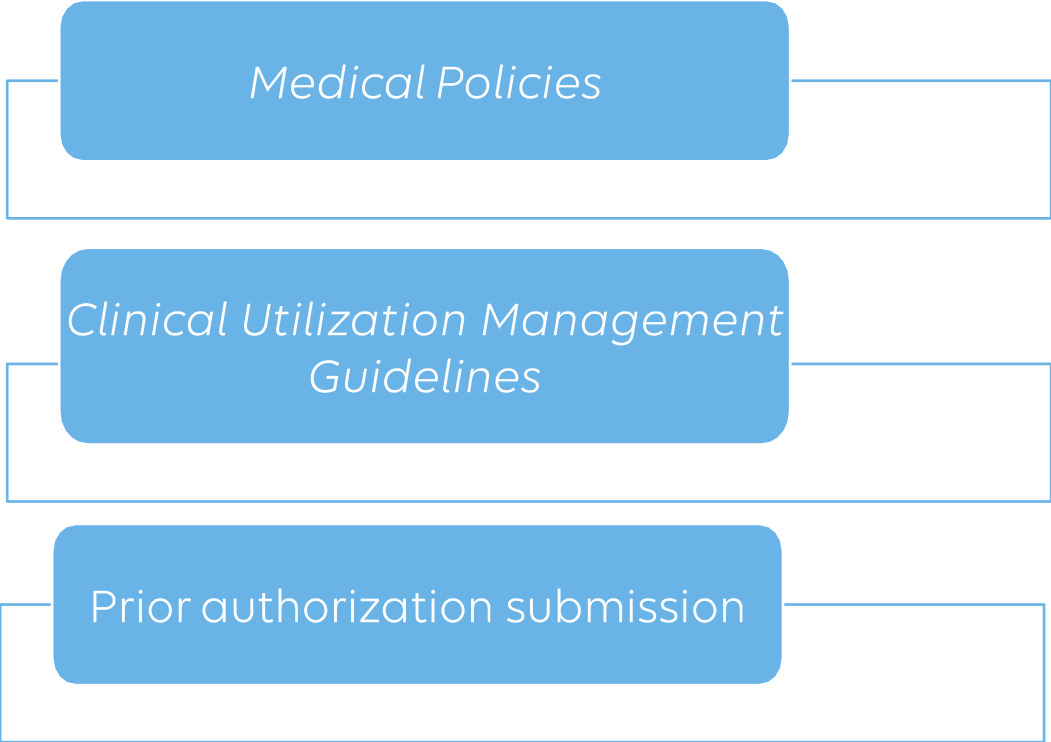 Medical Policies
Clinical Utilization Management
Guidelines
Prior authorization submission